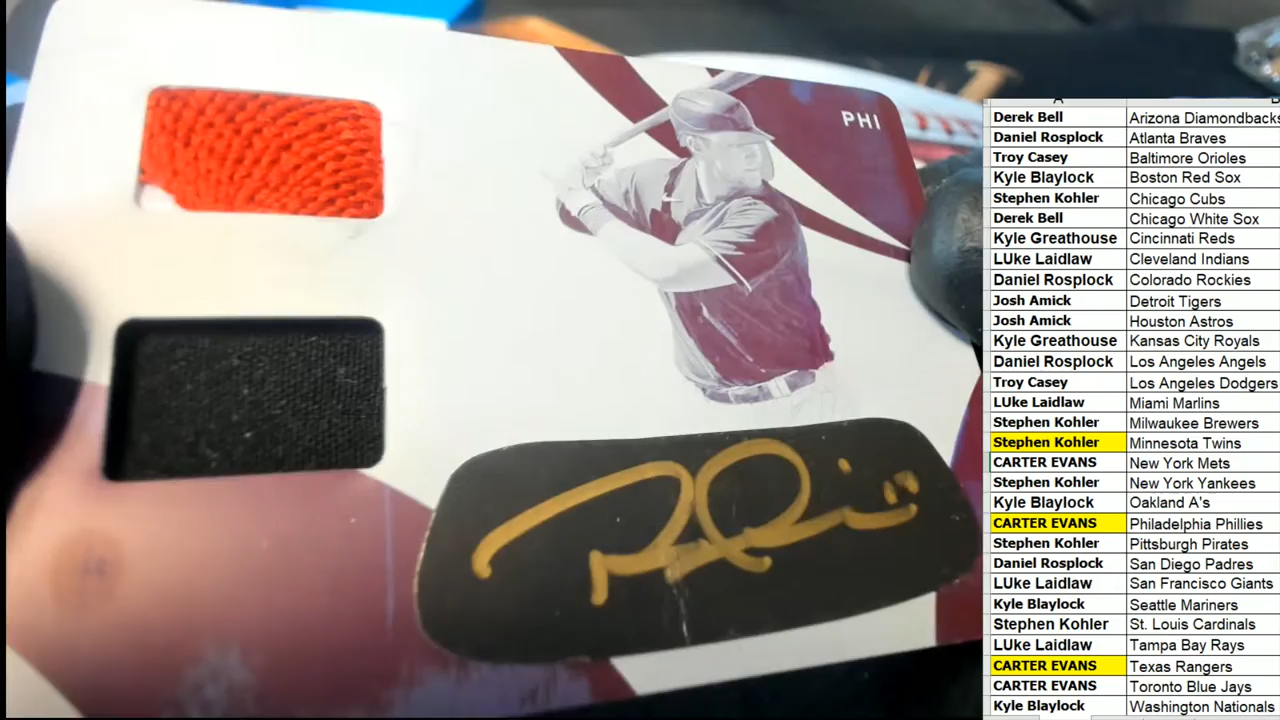 PHI
Derek Bell Arizona Diamondbacks
Daniel Rosplock Atlanta Braves
Troy Casey Baltimore Orioles
Kyle Blaylock Boston Red Sox
Stephen Kohler Chicago Cubs
Derek Bell Chicago White Sox
Kyle Greathouse Cincinnati Reds
LUke Laidlaw Cleveland Indians
Daniel Rosplock Colorado Rockies
Josh Amick Detroit Tigers
Josh Amick Houston Astros
Kyle Greathouse Kansas City Royals
Daniel Rosplock Los Angeles Angels
Troy Casey Los Angeles Dodgers
LUke Laidlaw Miami Marlins
Stephen Kohler Milwaukee Brewers
Stephen Kohler Minnesota Twins
CARTER EVANS New York Mets
Stephen Kohler New York Yankees
Kyle Blaylock Oakland A's
CARTER EVANS Philadelphia Phillies
Stephen Kohler Pittsburgh Pirates
Daniel Rosplock San Diego Padres
LUke Laidlaw San Francisco Giants
Kyle Blaylock Seattle Mariners
Stephen Kohler St. Louis Cardinals
LUke Laidlaw Tampa Bay Rays
CARTER EVANS Texas Rangers
CARTER EVANS Toronto Blue Jays
Kyle Blaylock Washington Nationals